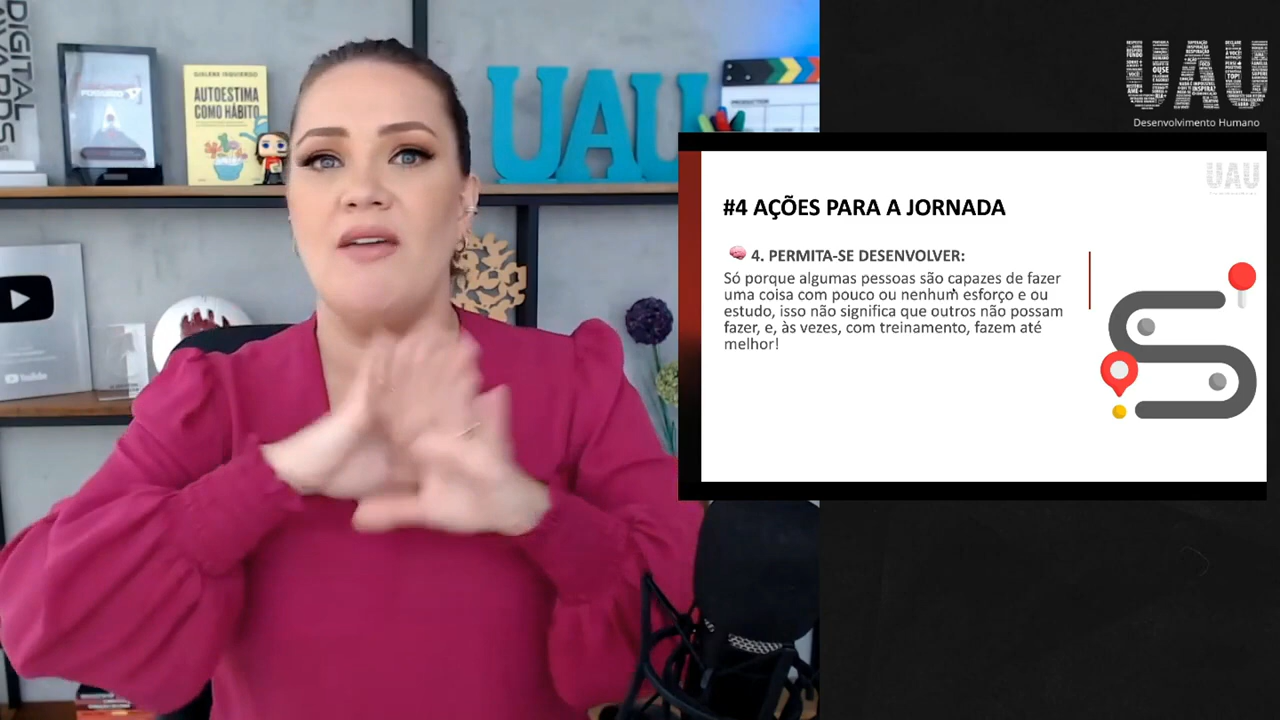 DIGITAL
AWARDS
GISLENE ISQUIERDO
AUTOESTIMA
COMO HÁBITO
UAU
PRODUCTION
YouTube
UAU
Desenvolvimento Humano
UAU
#4 AÇÕES PARA A JORNADA
4. PERMITA-SE DESENVOLVER:
Só porque algumas pessoas são capazes de fazer
uma coisa com pouco ou nenhum esforço e ou
estudo, isso não significa que outros não possam
fazer, e, às vezes, com treinamento, fazem até
melhor!